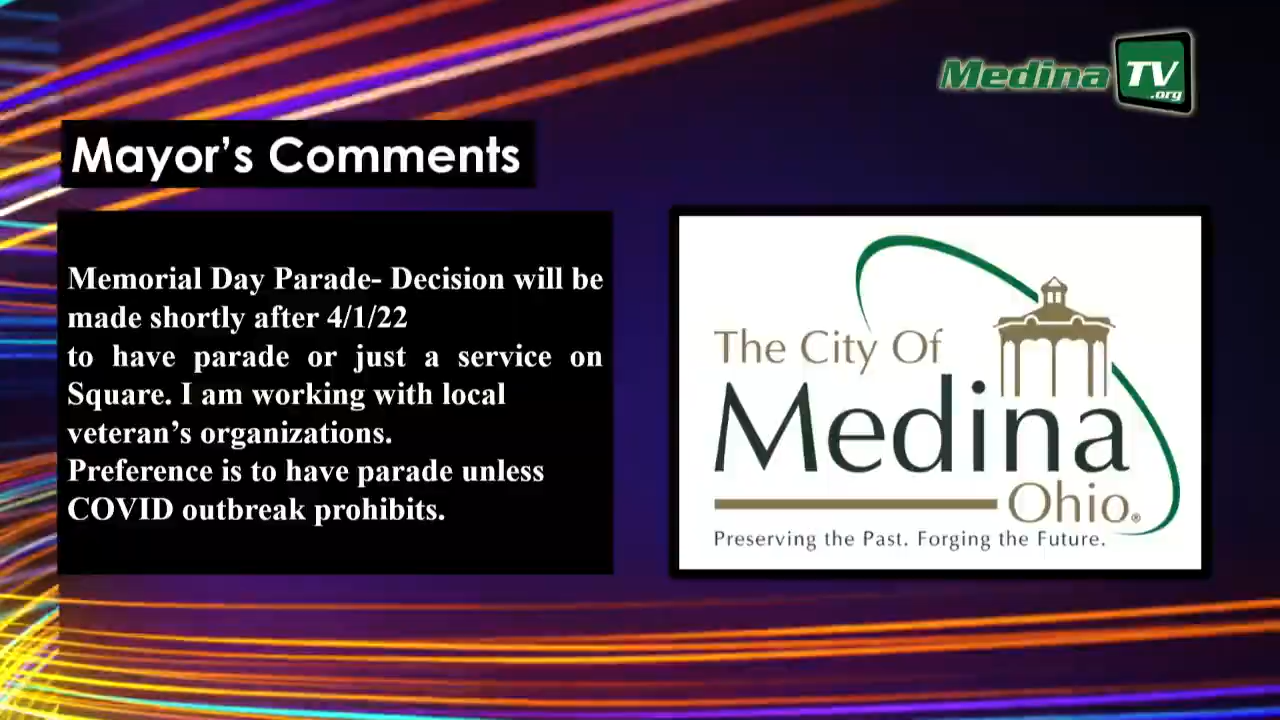 Medina TV
.org
Mayor's Comments
Memorial Day Parade- Decision will be
made shortly after 4/1/22
to have parade or just a service on
Square. I am working with local
veteran's organizations.
Preference is to have parade unless
COVID outbreak prohibits.
The City Of
Medina
Ohio®
Preserving the Past. Forging the Future.